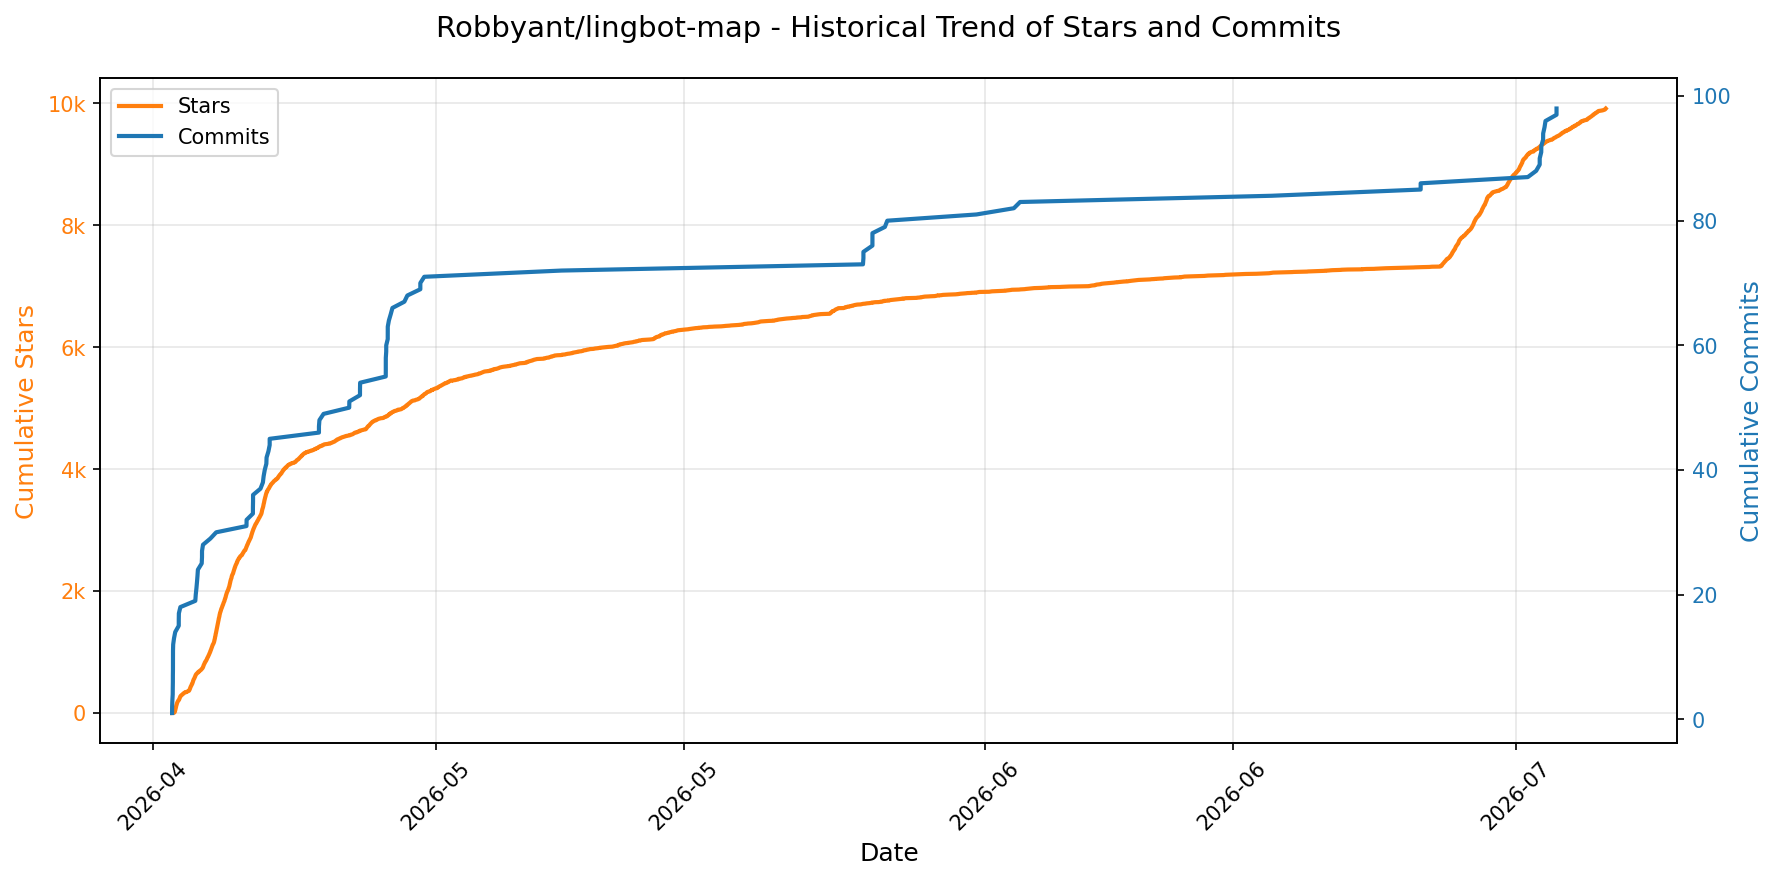 Robbyant/lingbot-map - Historical Trend of Stars and Commits
Stars
Commits
10k
8k
6k
4k
2k
0
Cumulative Stars
100
80
60
40
20
0
Cumulative Commits
2026-04
2026-05
2026-05
2026-06
2026-06
2026-07
Date